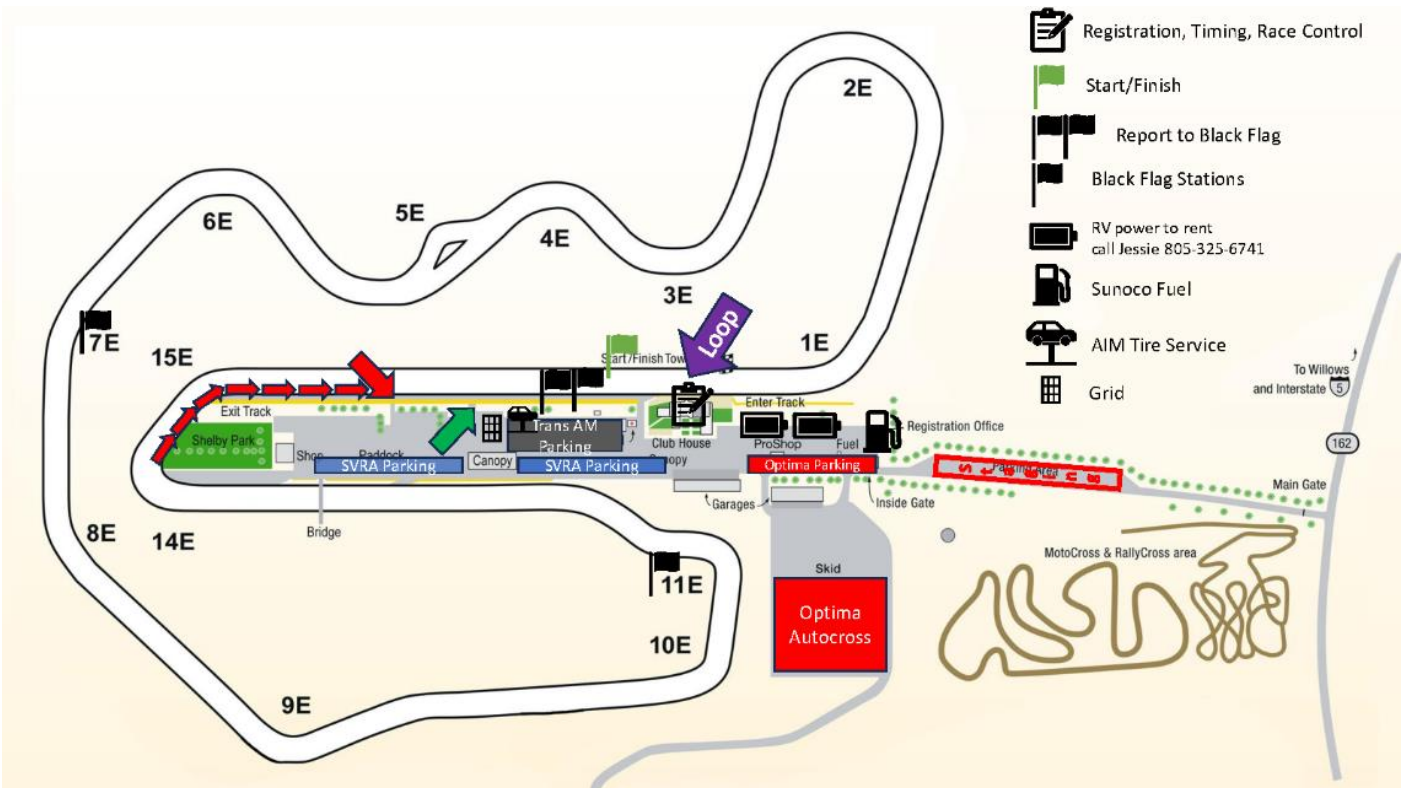 Registration, Timing, Race Control
Start/Finish
Report to Black Flag
Black Flag Stations
RV power to rent
call Jessie 805-325-6741
Sunoco Fuel
AIM Tire Service
Grid
2E
6E
5E
4E
3E
Loop
1E
7E
15E
Start/Finish
To Willows
and Interstate
5
162
Exit Track
Enter Track
Registration Office
Shelby Park
Shop
Paddock
Trans AM
Parking
Club House
ProShop
Fuel
SVRA Parking
Canopy
SVRA Parking
Optima Parking
Main Gate
Garages
Inside Gate
8E
14E
Bridge
11E
10E
9E
Skid
Optima
Autocross
MotoCross & RallyCross area